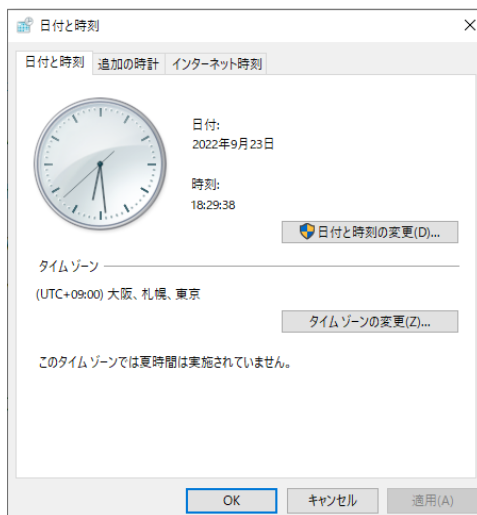 日付と時刻
日付と時刻 追加の時計 インターネット時刻
日付:
2022年9月23日
時刻:
18:29:38
日付と時刻の変更(D)...
タイム ゾーン
(UTC+09:00) 大阪、札幌、東京
タイム ゾーンの変更(Z)...
このタイム ゾーンでは夏時間は実施されていません。
OK キャンセル 適用(A)